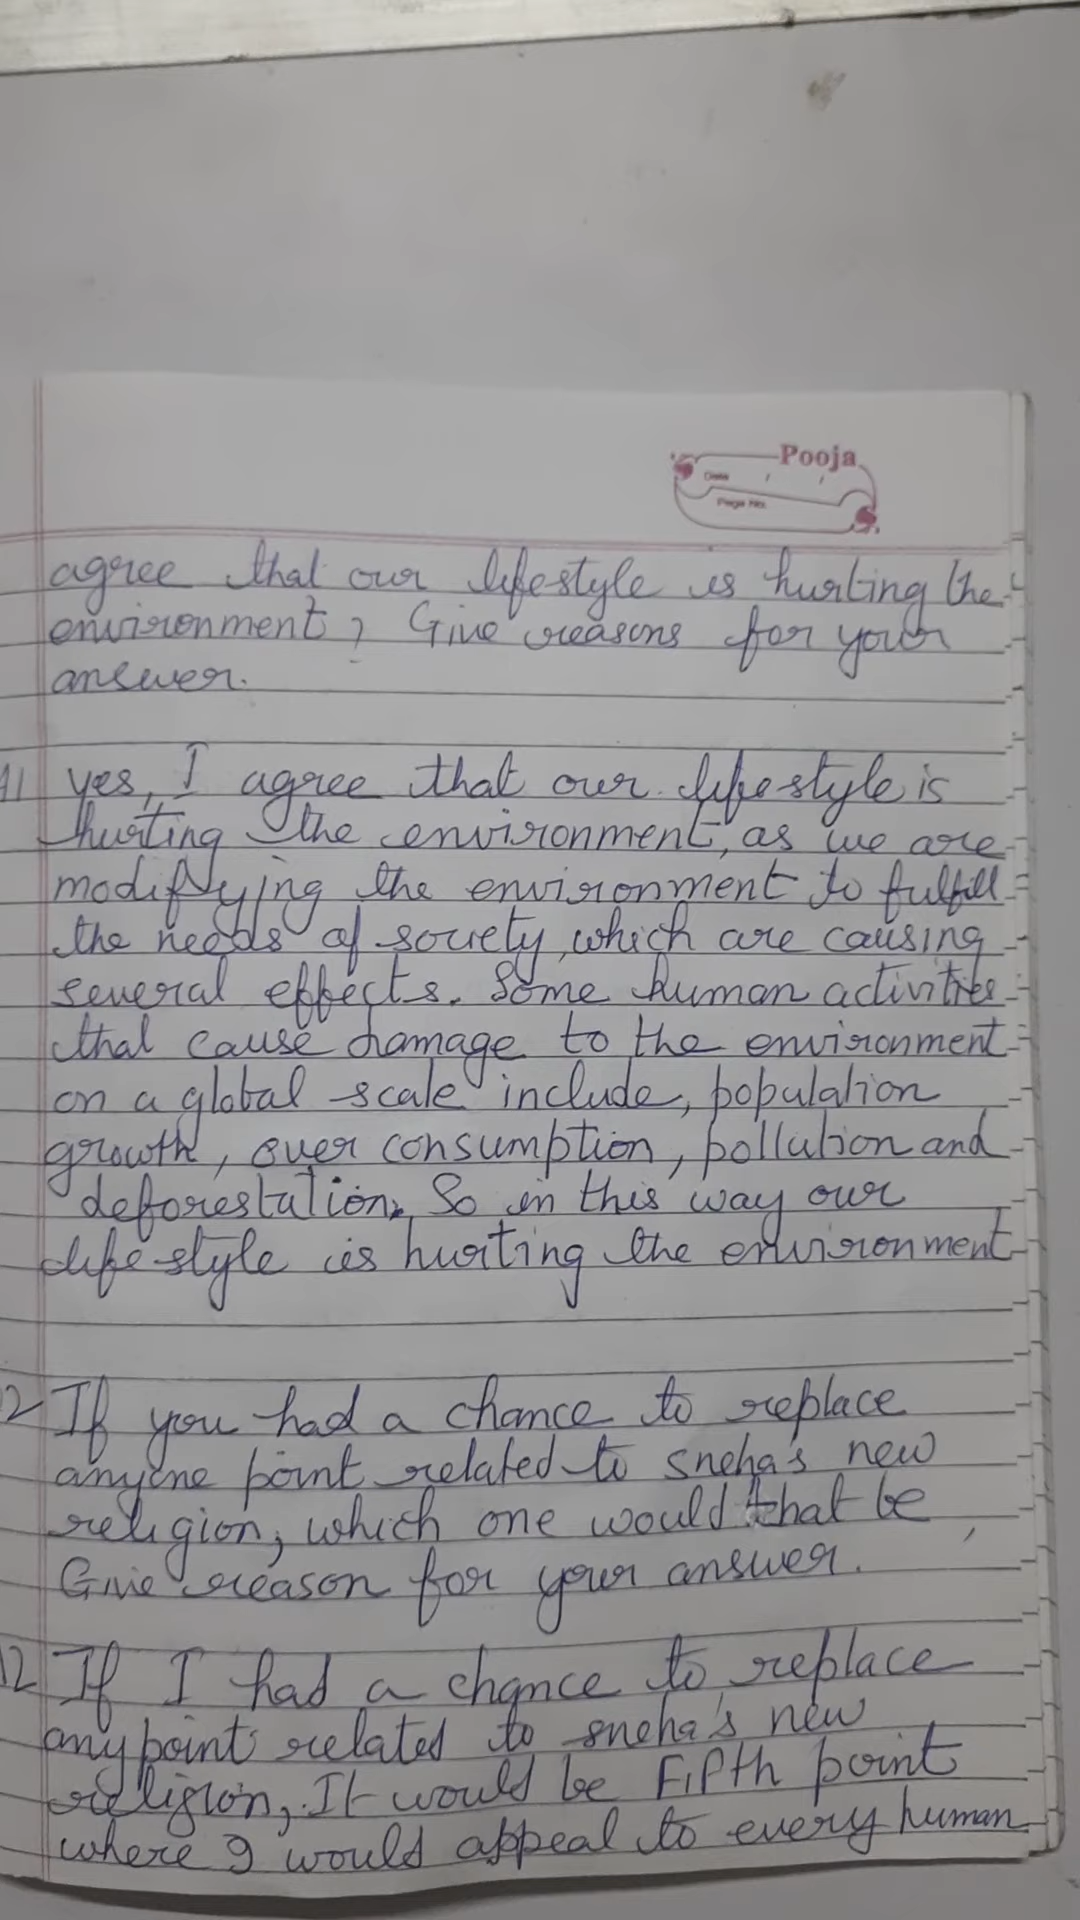 Pooja
Date / /
Page No.
agree that our lifestyle is hurting the
environment? Give reasons for your
answer.
A1 yes, I agree that our lifestyle is
hurting the environment, as we are
modifying the environment to fulfill
the needs of society, which are causing
several effects. Some human activities
that cause damage to the environment
on a global scale include, population
growth, over consumption, pollution and
deforestation. So in this way our
lifestyle is hurting the environment
2 If you had a chance to replace
anyone point related to sneha's new
religion, which one would that be
Give reason for your answer.
12 If I had a chance to replace
any point related to sneha's new
religion, It would be Fifth point
where I would appeal to every human